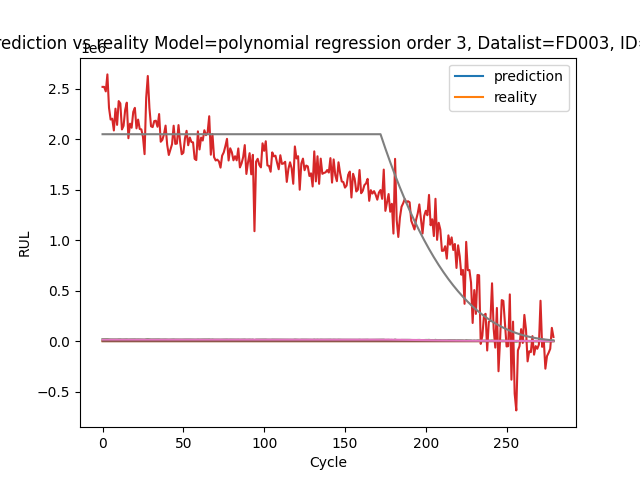 rediction vs reality Model=polynomial regression order 3, Datalist=FD003, ID=
1e6
prediction
reality
2.5
2.0
1.5
1.0
0.5
0.0
−0.5
RUL
0
50
100
150
200
250
Cycle